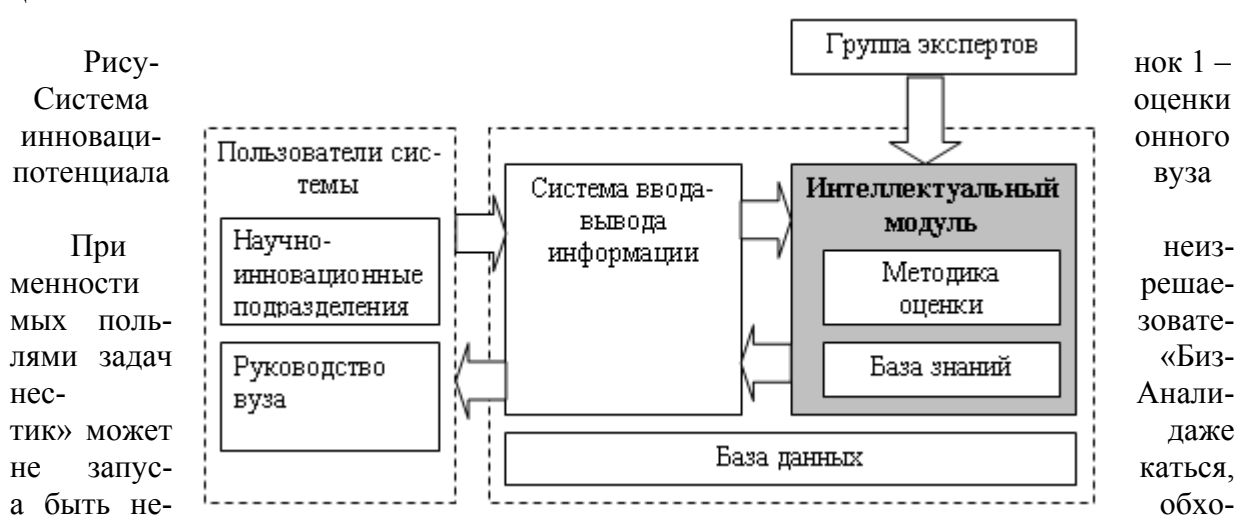 Рису- нок 1 –
Система оценки
инноваци- онного
потенциала вуза
При неиз-
менности решае-
мых поль- зовате-
лями задач «Биз-
нес- Анали-
тик» может даже
не запус- каться,
а быть не- обхо-
Группа экспертов
Пользователи сис-
темы
Научно-
инновационные
подразделения
Руководство
вуза
Система ввода-
вывода
информации
Интеллектуальный
модуль
Методика
оценки
База знаний
База данных